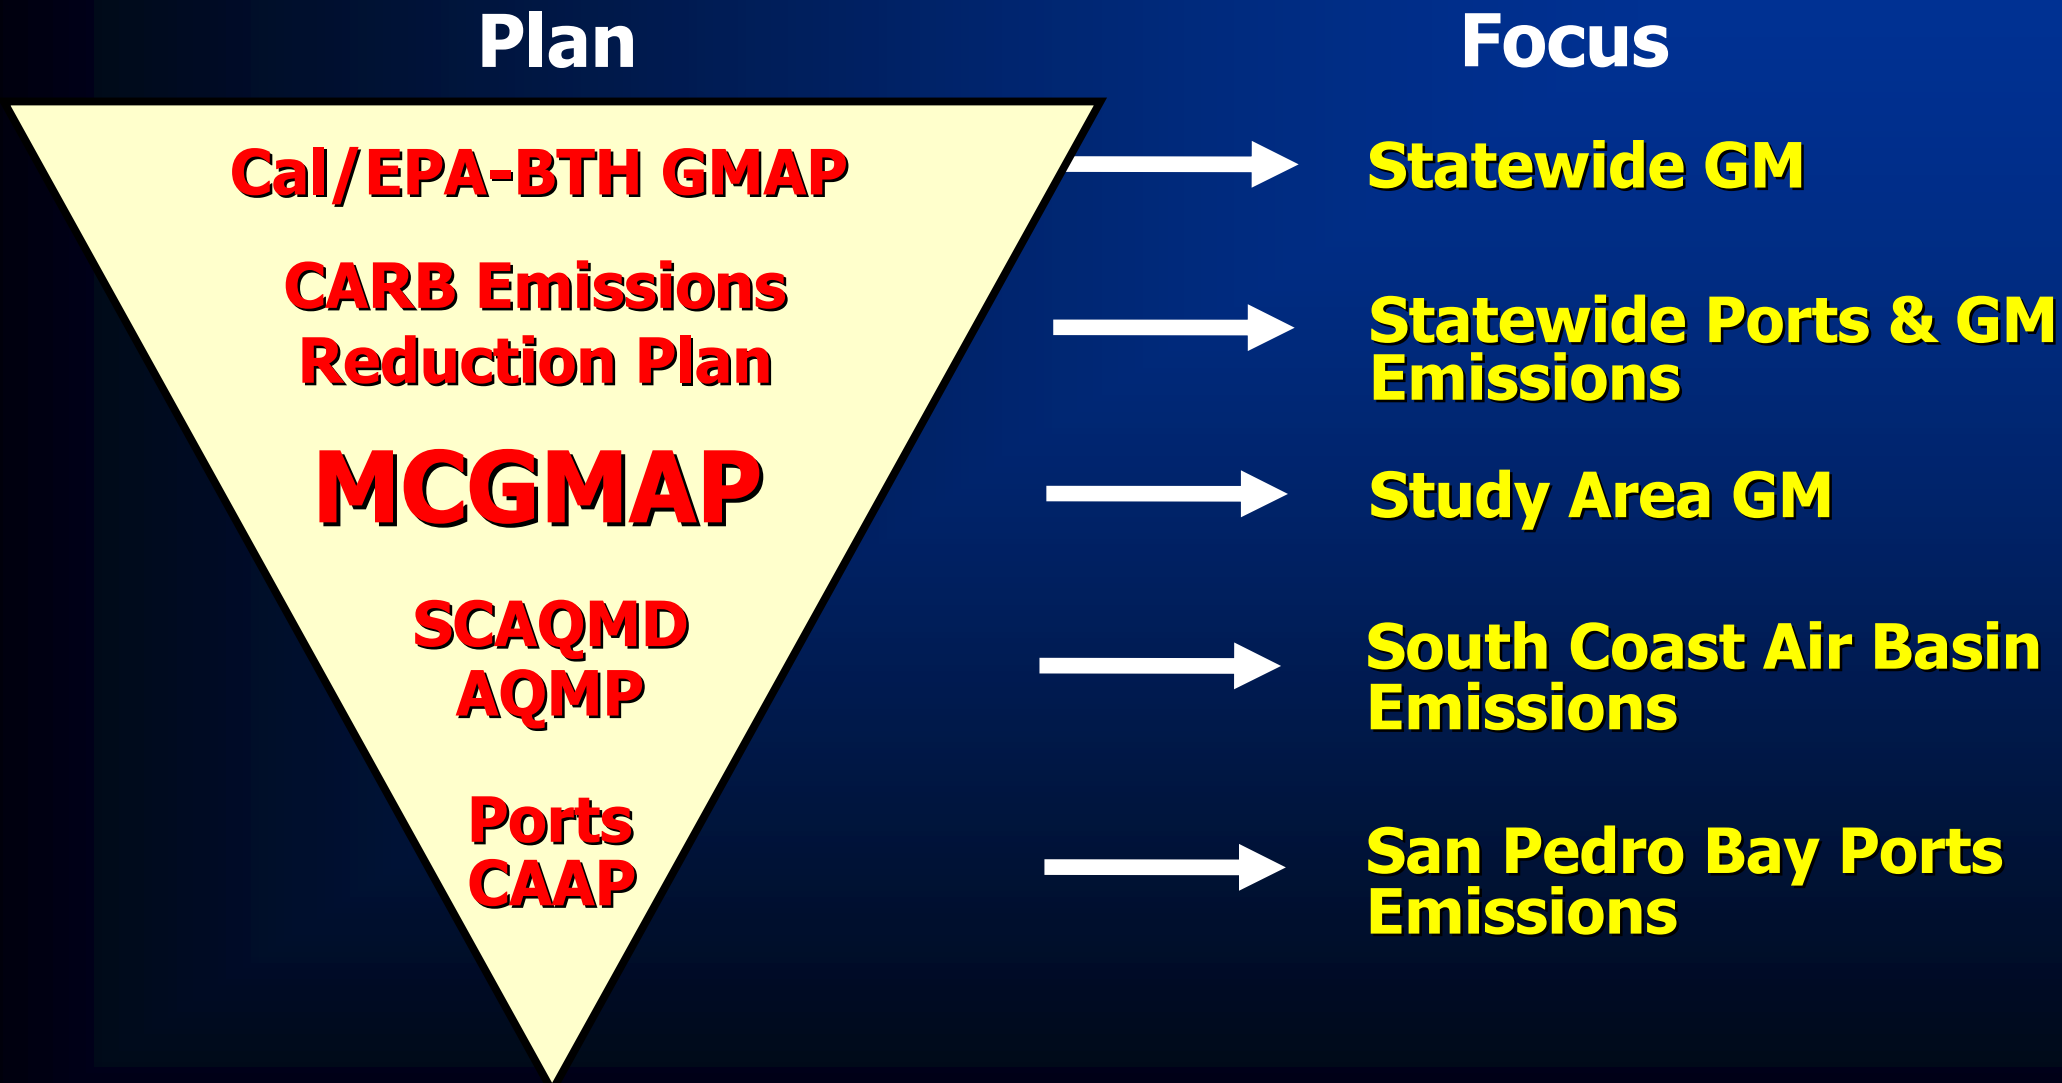 Plan
Focus
Cal/EPA-BTH GMAP
Statewide GM
CARB Emissions
Reduction Plan
Statewide Ports & GM
Emissions
MCGMAP
Study Area GM
SCAQMD
AQMP
South Coast Air Basin
Emissions
Ports
CAAP
San Pedro Bay Ports
Emissions